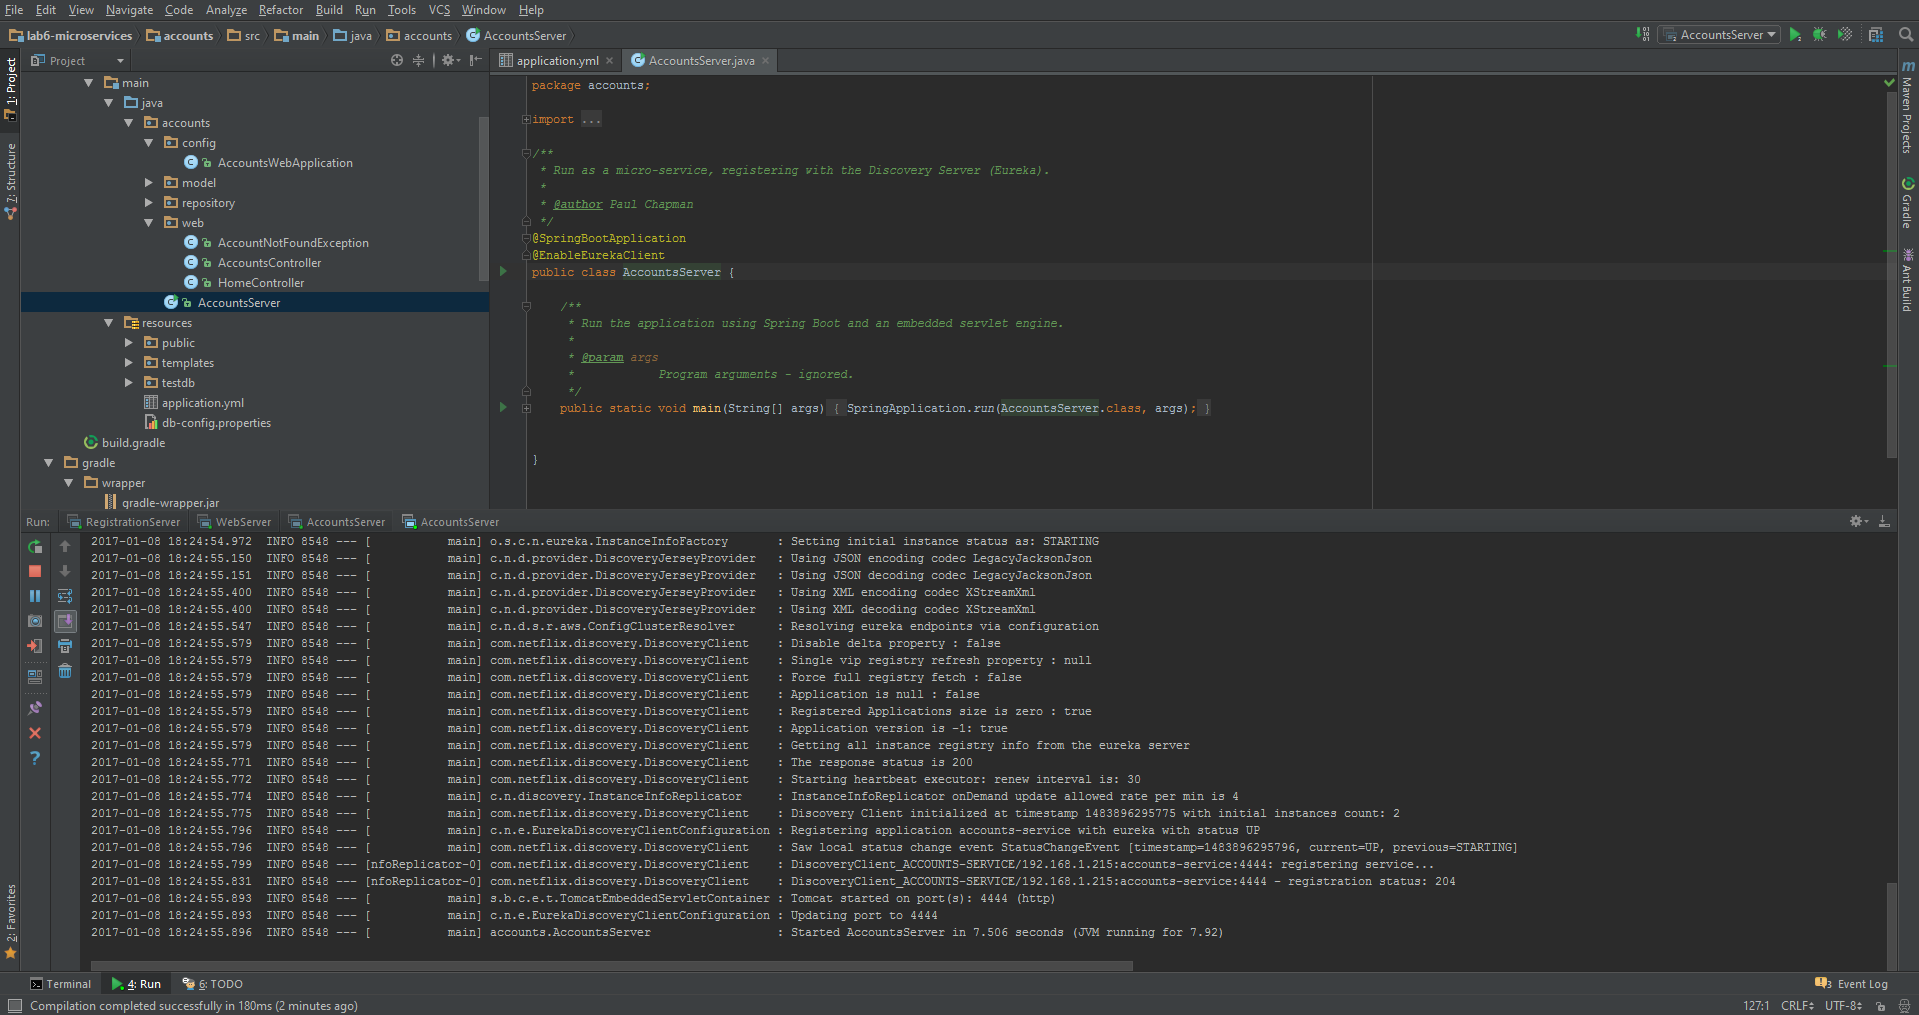 File Edit View Navigate Code Analyze Refactor Build Run Tools VCS Window Help
lab6-microservices accounts src main java accounts AccountsServer
AccountsServer
1: Project
7: Structure
2: Favorites
Project
main
java
accounts
config
AccountsWebApplication
model
repository
web
AccountNotFoundException
AccountsController
HomeController
AccountsServer
resources
public
templates
testdb
application.yml
db-config.properties
build.gradle
gradle
wrapper
gradle-wrapper.jar
application.yml AccountsServer.java
package accounts;
import ...
/**
* Run as a micro-service, registering with the Discovery Server (Eureka).
*
* @author Paul Chapman
*/
@SpringBootApplication
@EnableEurekaClient
public class AccountsServer {
/**
* Run the application using Spring Boot and an embedded servlet engine.
*
* @param args
* Program arguments - ignored.
*/
public static void main(String[] args) { SpringApplication.run(AccountsServer.class, args); }
}
Maven Projects
Gradle
Ant Build
Run: RegistrationServer WebServer AccountsServer AccountsServer
2017-01-08 18:24:54.972 INFO 8548 --- [ main] o.s.c.n.eureka.InstanceInfoFactory : Setting initial instance status as: STARTING
2017-01-08 18:24:55.150 INFO 8548 --- [ main] c.n.d.provider.DiscoveryJerseyProvider : Using JSON encoding codec LegacyJacksonJson
2017-01-08 18:24:55.151 INFO 8548 --- [ main] c.n.d.provider.DiscoveryJerseyProvider : Using JSON decoding codec LegacyJacksonJson
2017-01-08 18:24:55.400 INFO 8548 --- [ main] c.n.d.provider.DiscoveryJerseyProvider : Using XML encoding codec XStreamXml
2017-01-08 18:24:55.400 INFO 8548 --- [ main] c.n.d.provider.DiscoveryJerseyProvider : Using XML decoding codec XStreamXml
2017-01-08 18:24:55.547 INFO 8548 --- [ main] c.n.d.s.r.aws.ConfigClusterResolver : Resolving eureka endpoints via configuration
2017-01-08 18:24:55.579 INFO 8548 --- [ main] com.netflix.discovery.DiscoveryClient : Disable delta property : false
2017-01-08 18:24:55.579 INFO 8548 --- [ main] com.netflix.discovery.DiscoveryClient : Single vip registry refresh property : null
2017-01-08 18:24:55.579 INFO 8548 --- [ main] com.netflix.discovery.DiscoveryClient : Force full registry fetch : false
2017-01-08 18:24:55.579 INFO 8548 --- [ main] com.netflix.discovery.DiscoveryClient : Application is null : false
2017-01-08 18:24:55.579 INFO 8548 --- [ main] com.netflix.discovery.DiscoveryClient : Registered Applications size is zero : true
2017-01-08 18:24:55.579 INFO 8548 --- [ main] com.netflix.discovery.DiscoveryClient : Application version is -1: true
2017-01-08 18:24:55.579 INFO 8548 --- [ main] com.netflix.discovery.DiscoveryClient : Getting all instance registry info from the eureka server
2017-01-08 18:24:55.771 INFO 8548 --- [ main] com.netflix.discovery.DiscoveryClient : The response status is 200
2017-01-08 18:24:55.772 INFO 8548 --- [ main] com.netflix.discovery.DiscoveryClient : Starting heartbeat executor: renew interval is: 30
2017-01-08 18:24:55.774 INFO 8548 --- [ main] c.n.discovery.InstanceInfoReplicator : InstanceInfoReplicator onDemand update allowed rate per min is 4
2017-01-08 18:24:55.775 INFO 8548 --- [ main] com.netflix.discovery.DiscoveryClient : Discovery Client initialized at timestamp 1483896295775 with initial instances count: 2
2017-01-08 18:24:55.796 INFO 8548 --- [ main] c.n.e.EurekaDiscoveryClientConfiguration : Registering application accounts-service with eureka with status UP
2017-01-08 18:24:55.796 INFO 8548 --- [ main] com.netflix.discovery.DiscoveryClient : Saw local status change event StatusChangeEvent [timestamp=1483896295796, current=UP, previous=STARTING]
2017-01-08 18:24:55.799 INFO 8548 --- [nfoReplicator-0] com.netflix.discovery.DiscoveryClient : DiscoveryClient_ACCOUNTS-SERVICE/192.168.1.215:accounts-service:4444: registering service...
2017-01-08 18:24:55.831 INFO 8548 --- [nfoReplicator-0] com.netflix.discovery.DiscoveryClient : DiscoveryClient_ACCOUNTS-SERVICE/192.168.1.215:accounts-service:4444 - registration status: 204
2017-01-08 18:24:55.893 INFO 8548 --- [ main] s.b.c.e.t.TomcatEmbeddedServletContainer : Tomcat started on port(s): 4444 (http)
2017-01-08 18:24:55.893 INFO 8548 --- [ main] c.n.e.EurekaDiscoveryClientConfiguration : Updating port to 4444
2017-01-08 18:24:55.896 INFO 8548 --- [ main] accounts.AccountsServer : Started AccountsServer in 7.506 seconds (JVM running for 7.92)
Terminal 4: Run 6: TODO 3 Event Log
Compilation completed successfully in 180ms (2 minutes ago) 127:1 CRLF UTF-8